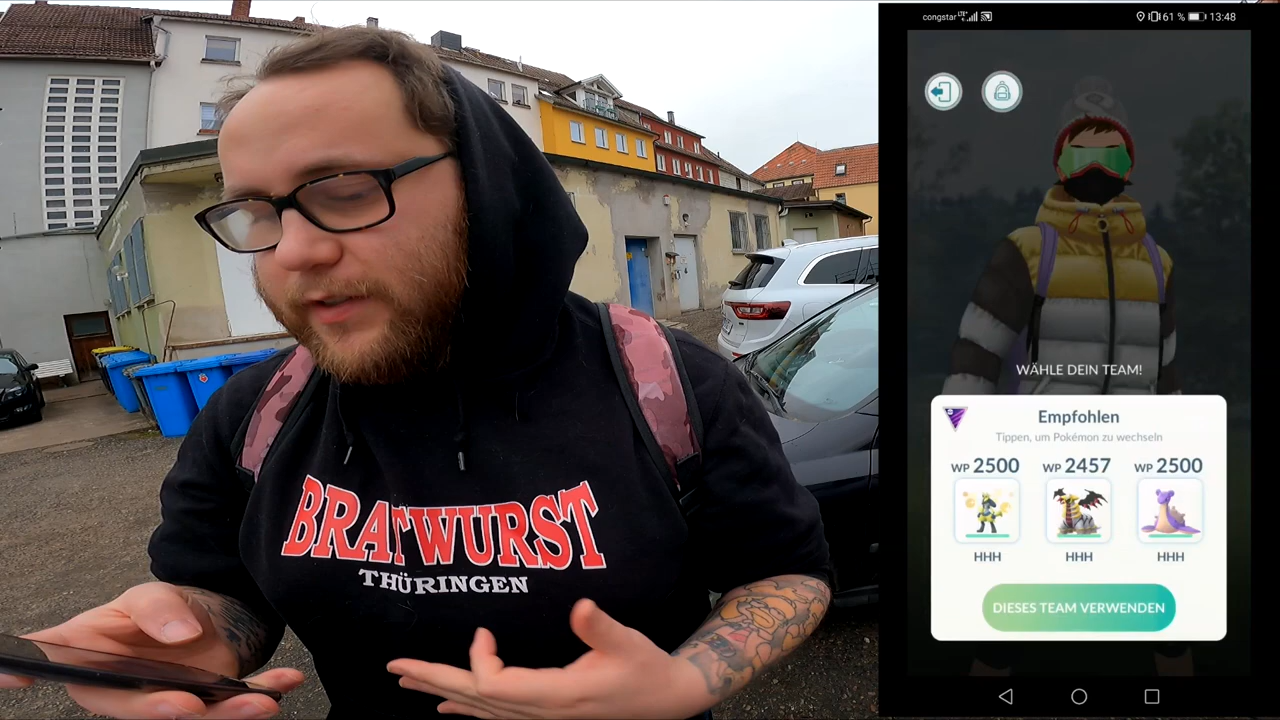 BRATWURST
THÜRINGEN
congstar 61 % 13:48
WÄHLE DEIN TEAM!
Empfohlen
Tippen, um Pokémon zu wechseln
WP 2500 WP 2457 WP 2500
HHH HHH HHH
DIESES TEAM VERWENDEN